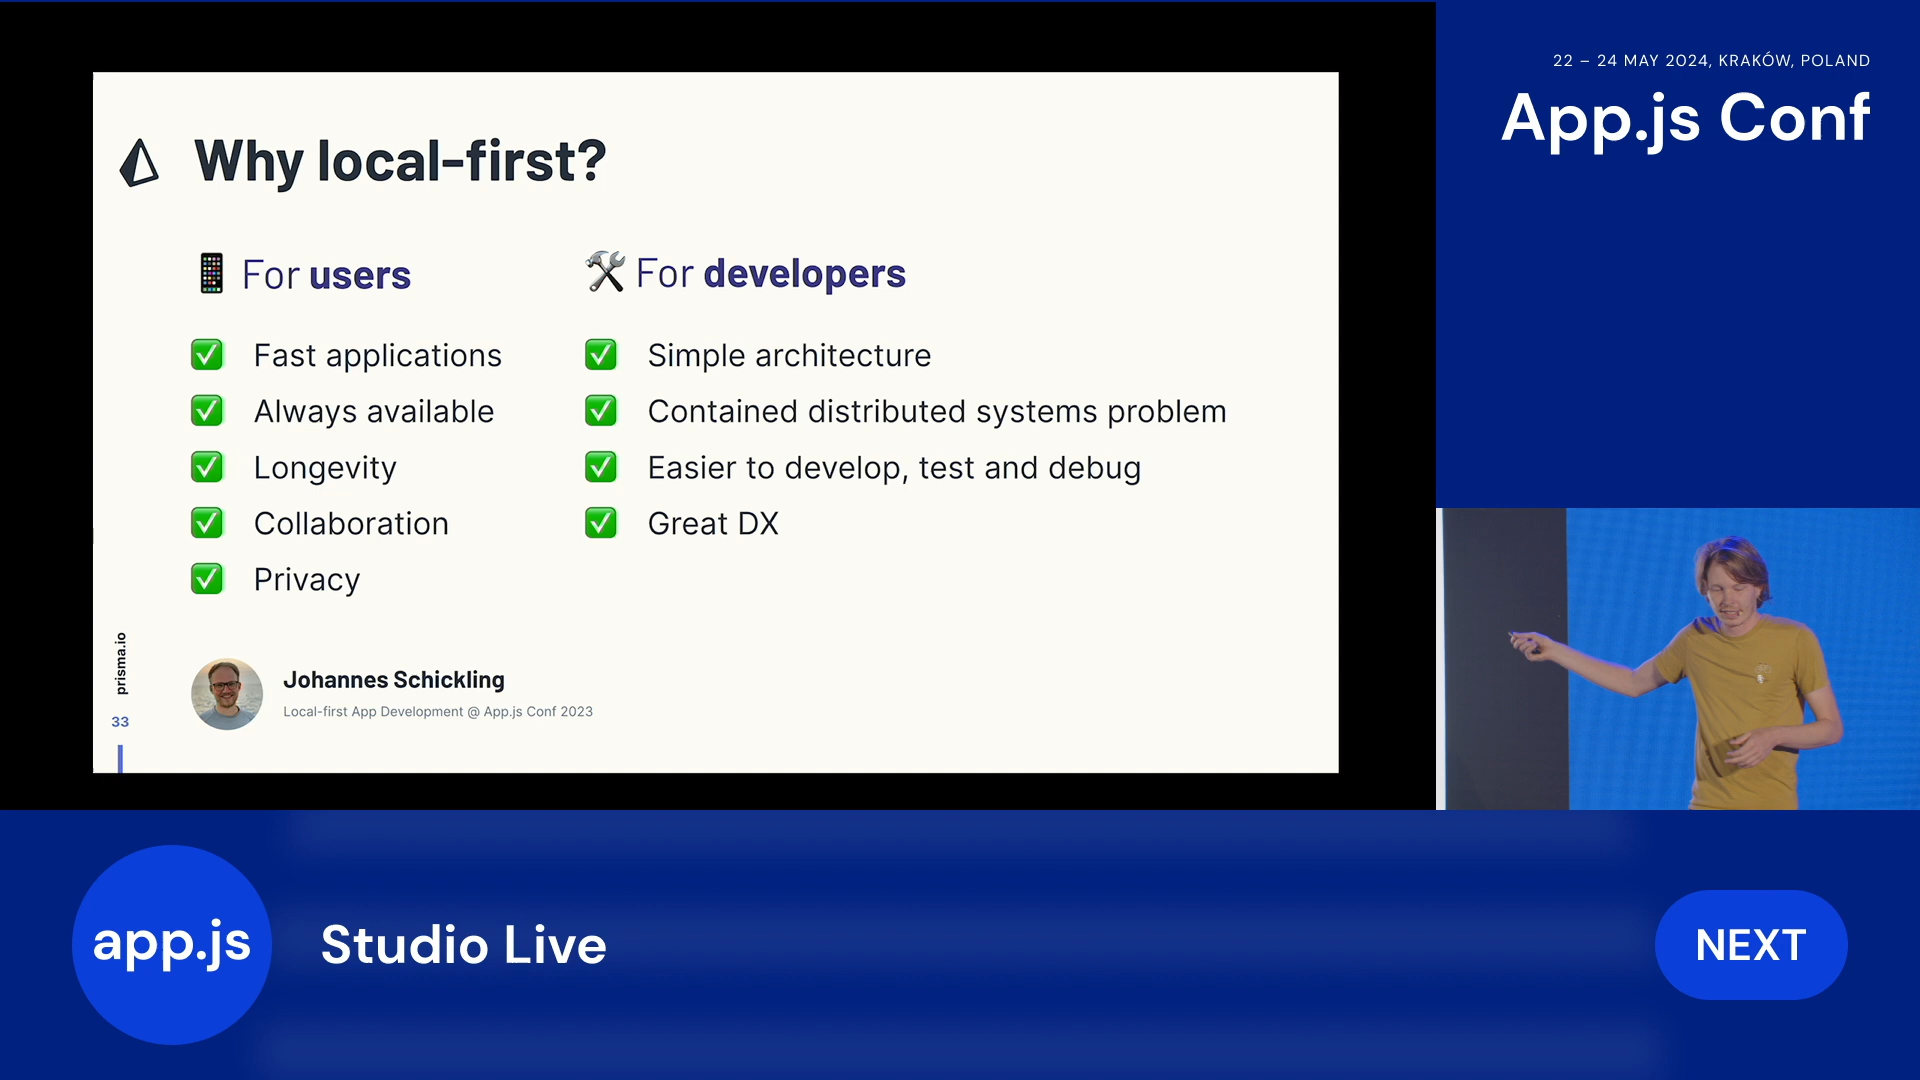 22 – 24 MAY 2024, KRAKÓW, POLAND
App.js Conf
Why local-first?
For users
Fast applications
Always available
Longevity
Collaboration
Privacy
For developers
Simple architecture
Contained distributed systems problem
Easier to develop, test and debug
Great DX
Johannes Schickling
Local-first App Development @ App.js Conf 2023
prisma.io
33
app.js
Studio Live
NEXT